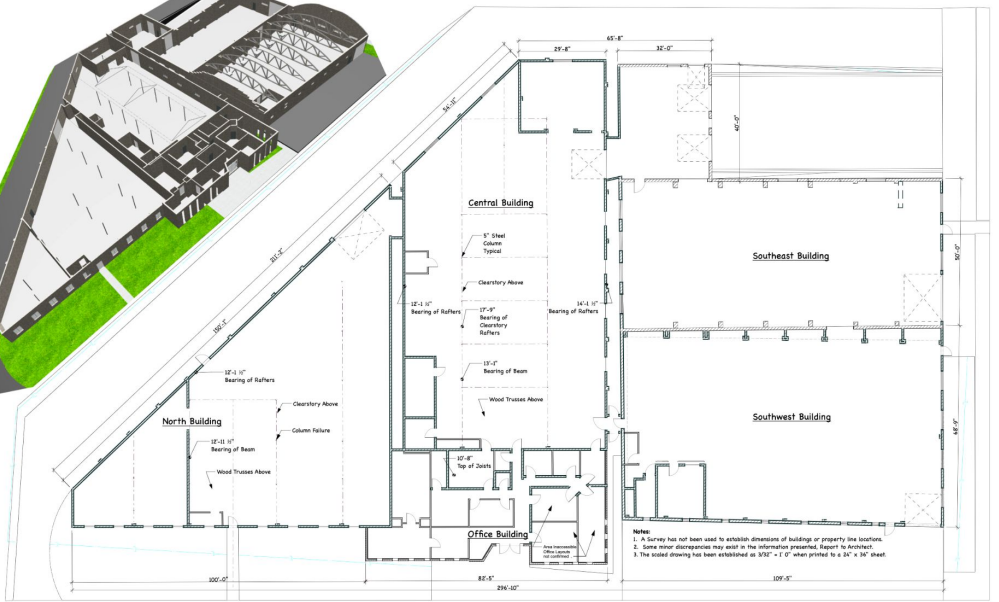 65'-8"
29'-8"
32'-0"
54'-11"
40'-0"
Central Building
5" Steel
Column
Typical
Southeast Building
50'-0"
211'-2"
Clearstory Above
12'-1 ½"
Bearing of Rafters
17'-9"
Bearing of
Clearstory
Rafters
14'-1 ½"
Bearing of Rafters
150'-1"
13'-1"
Bearing of Beam
12'-1 ½"
Bearing of Rafters
Wood Trusses Above
Clearstory Above
North Building
Column Failure
Southwest Building
68'-9"
12'-11 ½"
Bearing of Beam
10'-8"
Top of Joists
Wood Trusses Above
Office Building
Area Inaccessible
Office Layouts
not confirmed
Notes:
1. A Survey has not been used to establish dimensions of buildings or property line locations.
2. Some minor discrepancies may exist in the information presented, Report to Architect.
3. The scaled drawing has been established as 3/32" = 1' 0" when printed to a 24" x 36" sheet.
100'-0"
82'-5"
109'-5"
296'-10"